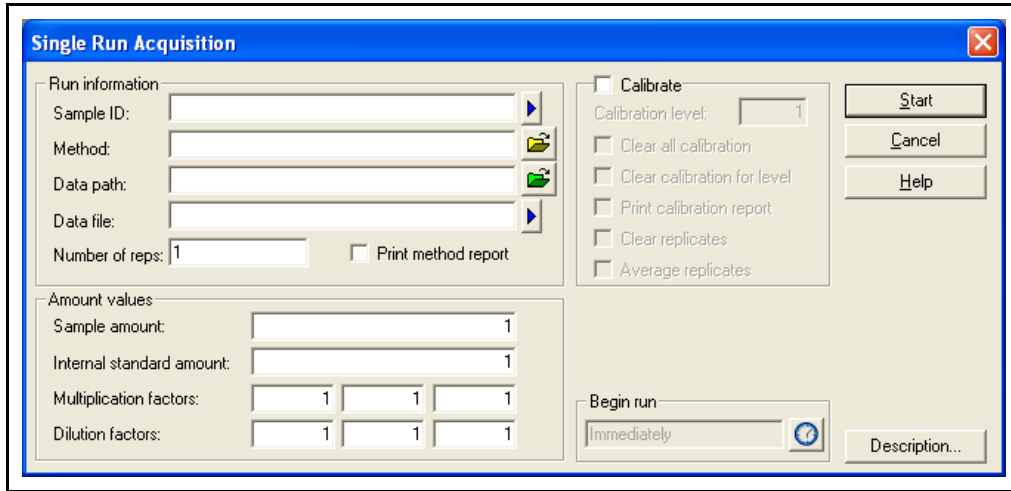 Single Run Acquisition
Run information
Sample ID:
Method:
Data path:
Data file:
Number of reps: 1
Print method report
Amount values
Sample amount: 1
Internal standard amount: 1
Multiplication factors: 1 1 1
Dilution factors: 1 1 1
Calibrate
Calibration level: 1
Clear all calibration
Clear calibration for level
Print calibration report
Clear replicates
Average replicates
Begin run
Immediately
Start
Cancel
Help
Description...